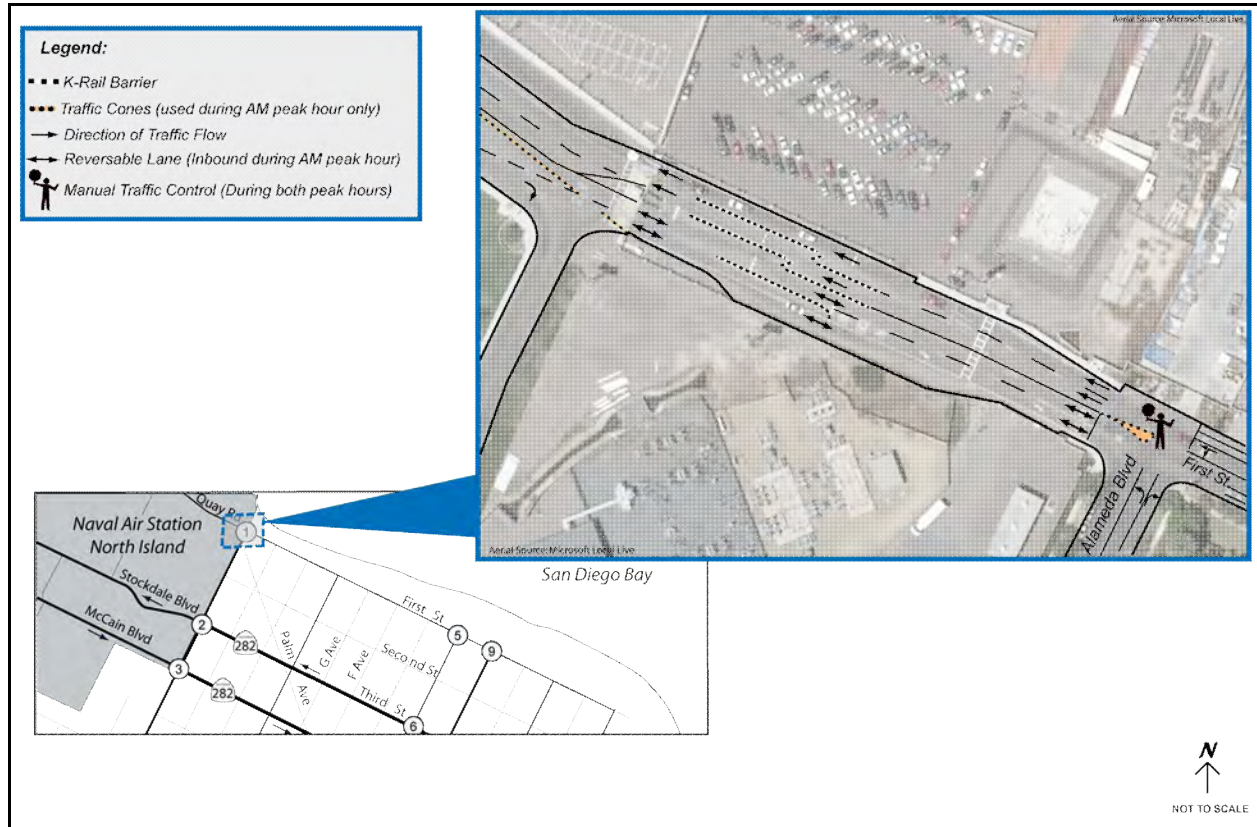 Legend:
K-Rail Barrier
Traffic Cones (used during AM peak hour only)
Direction of Traffic Flow
Reversable Lane (Inbound during AM peak hour)
Manual Traffic Control (During both peak hours)
Aerial Source Microsoft Local Live
First St
Alameda Blvd
Aerial Source: Microsoft Local Live
Naval Air Station
North Island
Quay Rd
1
San Diego Bay
Stockdale Blvd
McCain Blvd
2
282
3
282
Palm
Ave
G Ave
F Ave
First St
Second St
Third St
5
9
6
N
NOT TO SCALE